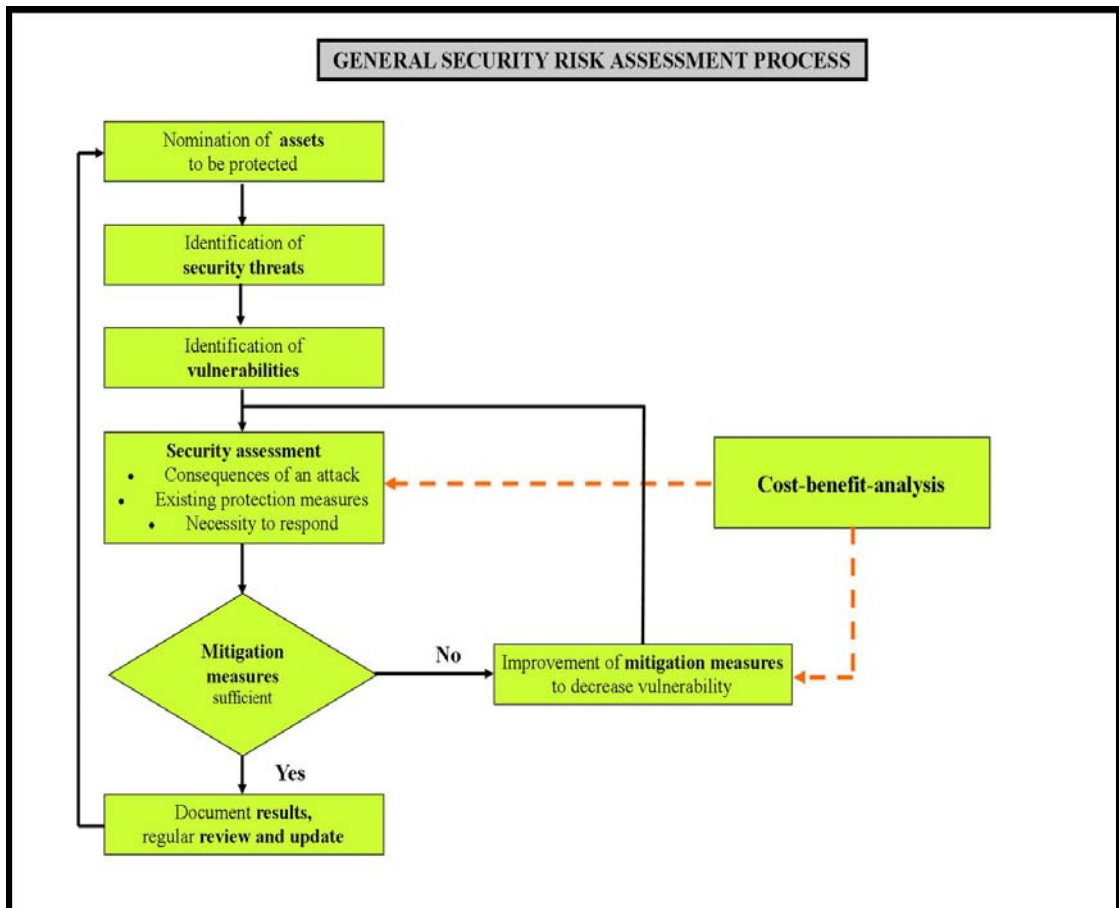 GENERAL SECURITY RISK ASSESSMENT PROCESS
Nomination of assets
to be protected
Identification of
security threats
Identification of
vulnerabilities
Security assessment
• Consequences of an attack
• Existing protection measures
♦ Necessity to respond
Cost-benefit-analysis
Mitigation
measures
sufficient
No
Improvement of mitigation measures
to decrease vulnerability
Yes
Document results,
regular review and update